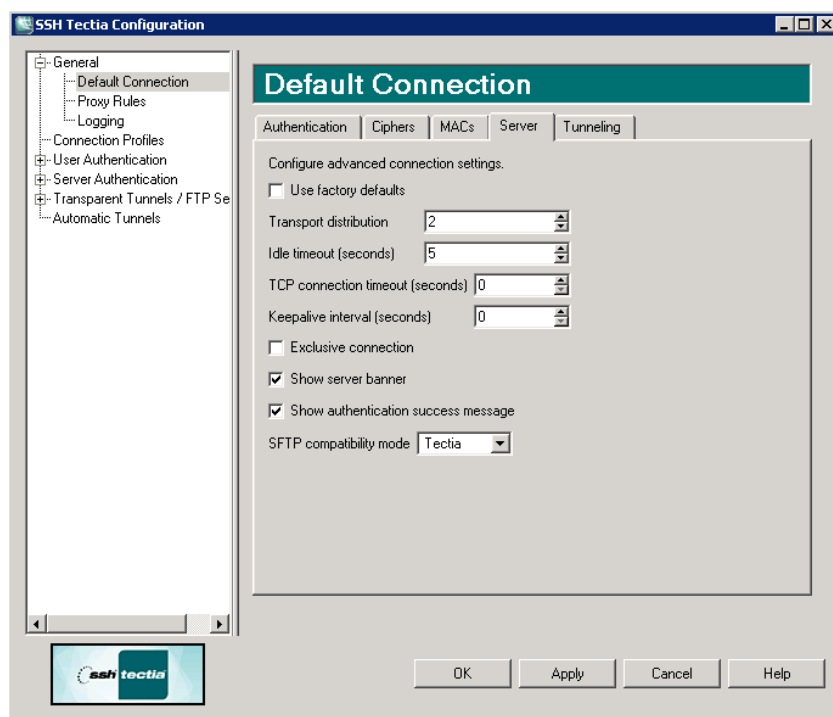 SSH Tectia Configuration
General
Default Connection
Proxy Rules
Logging
Connection Profiles
User Authentication
Server Authentication
Transparent Tunnels / FTP Se
Automatic Tunnels
Default Connection
Authentication Ciphers MACs Server Tunneling
Configure advanced connection settings.
Use factory defaults
Transport distribution 2
Idle timeout (seconds) 5
TCP connection timeout (seconds) 0
Keepalive interval (seconds) 0
Exclusive connection
Show server banner
Show authentication success message
SFTP compatibility mode Tectia
ssh tectia
OK Apply Cancel Help